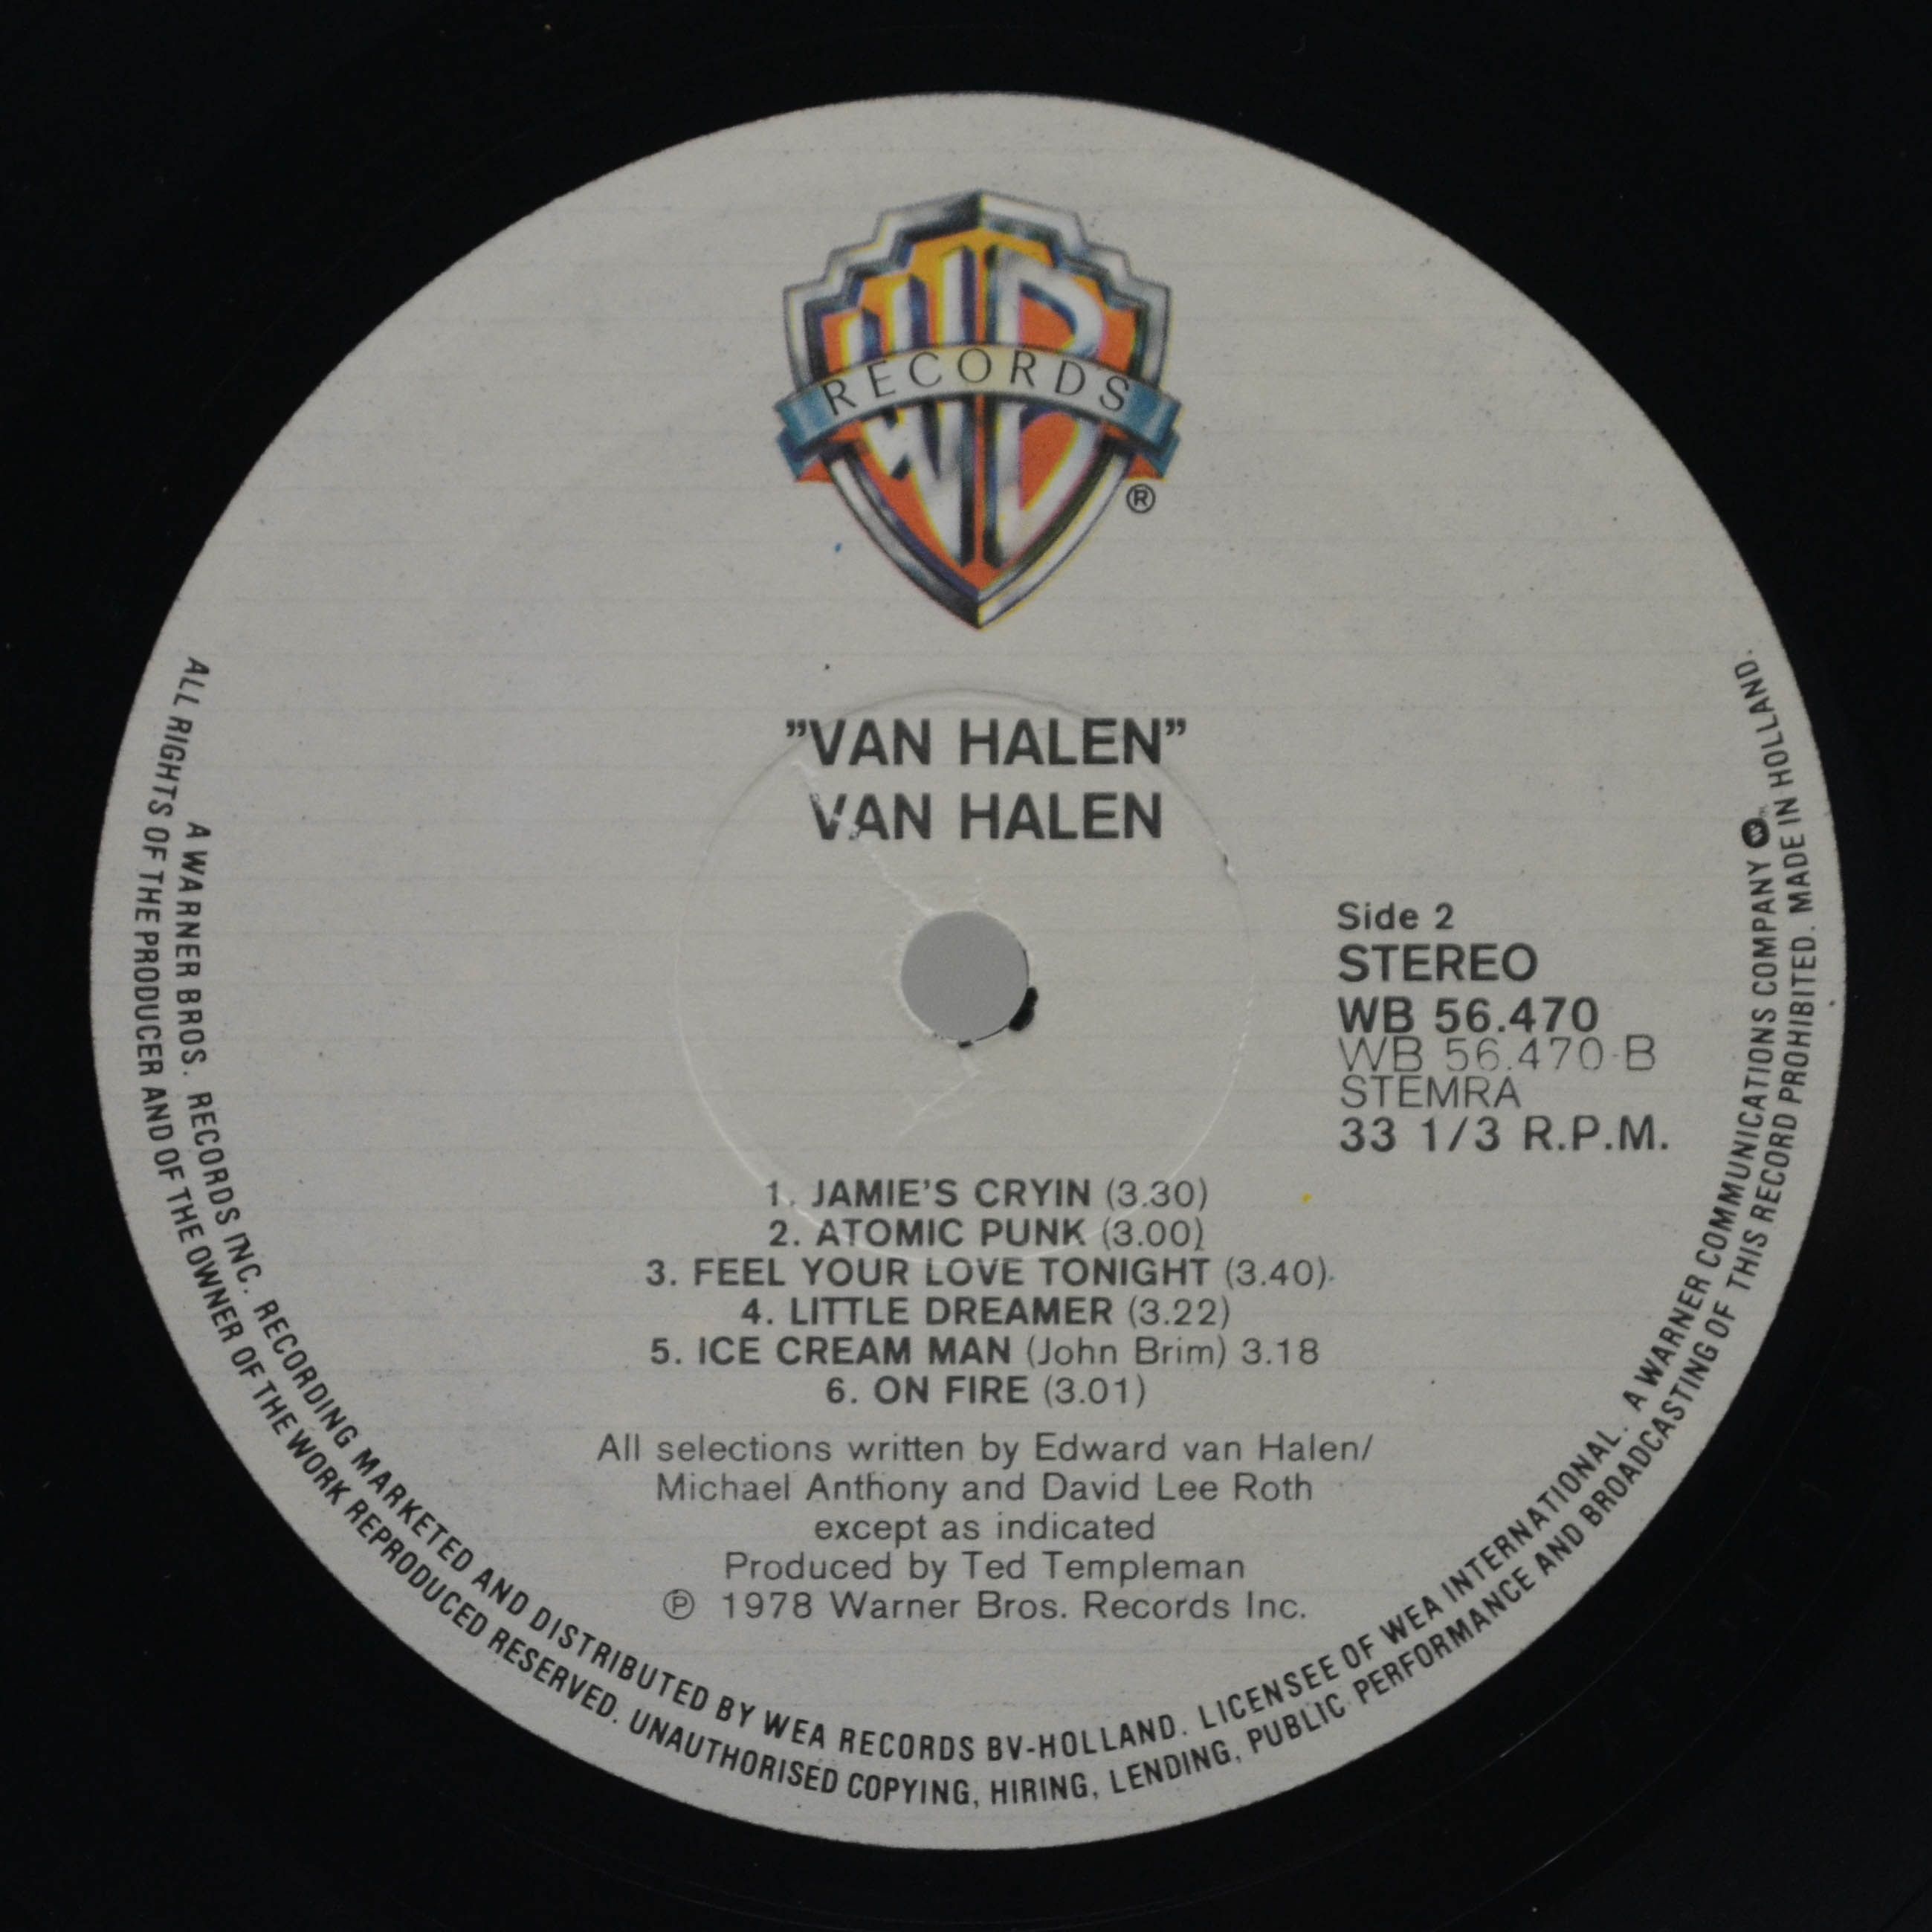 WB
RECORDS
®
”VAN HALEN”
VAN HALEN
Side 2
STEREO
WB 56.470
WB 56.470-B
STEMRA
33 1/3 R.P.M.
1. JAMIE'S CRYIN (3.30)
2. ATOMIC PUNK (3.00)
3. FEEL YOUR LOVE TONIGHT (3.40)
4. LITTLE DREAMER (3.22)
5. ICE CREAM MAN (John Brim) 3.18
6. ON FIRE (3.01)
All selections written by Edward van Halen/
Michael Anthony and David Lee Roth
except as indicated
Produced by Ted Templeman
℗ 1978 Warner Bros. Records Inc.
A WARNER BROS. RECORDS INC. RECORDING MARKETED AND DISTRIBUTED BY WEA RECORDS BV-HOLLAND. LICENSEE OF WEA INTERNATIONAL. A WARNER COMMUNICATIONS COMPANY
ALL RIGHTS OF THE PRODUCER AND OF THE OWNER OF THE WORK REPRODUCED RESERVED. UNAUTHORISED COPYING, HIRING, LENDING, PUBLIC PERFORMANCE AND BROADCASTING OF THIS RECORD PROHIBITED. MADE IN HOLLAND.